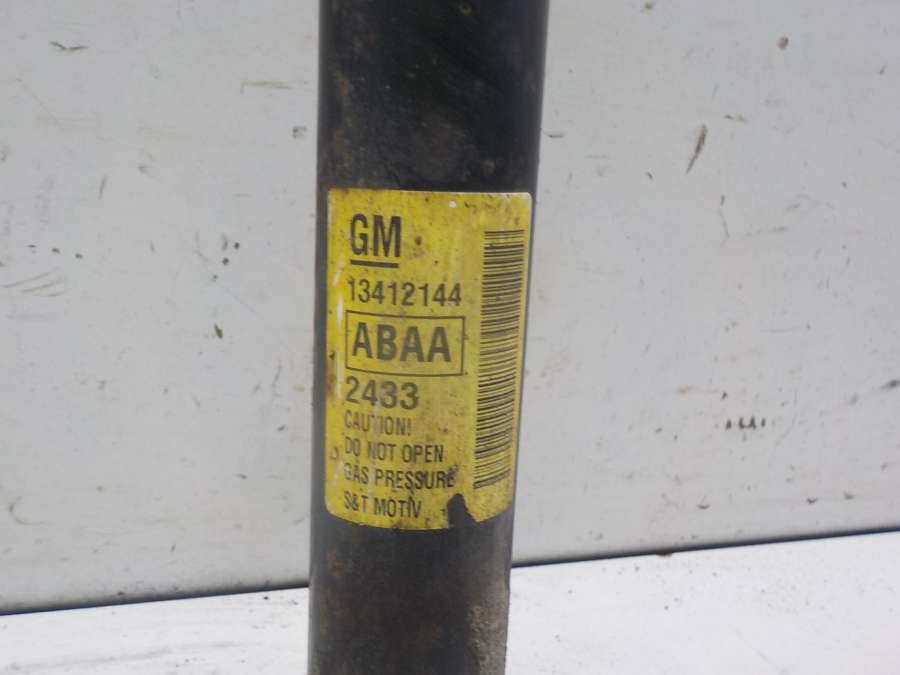 GM
13412144
ABAA
2433
CAUTION!
DO NOT OPEN
GAS PRESSURE
S&T MOTIV